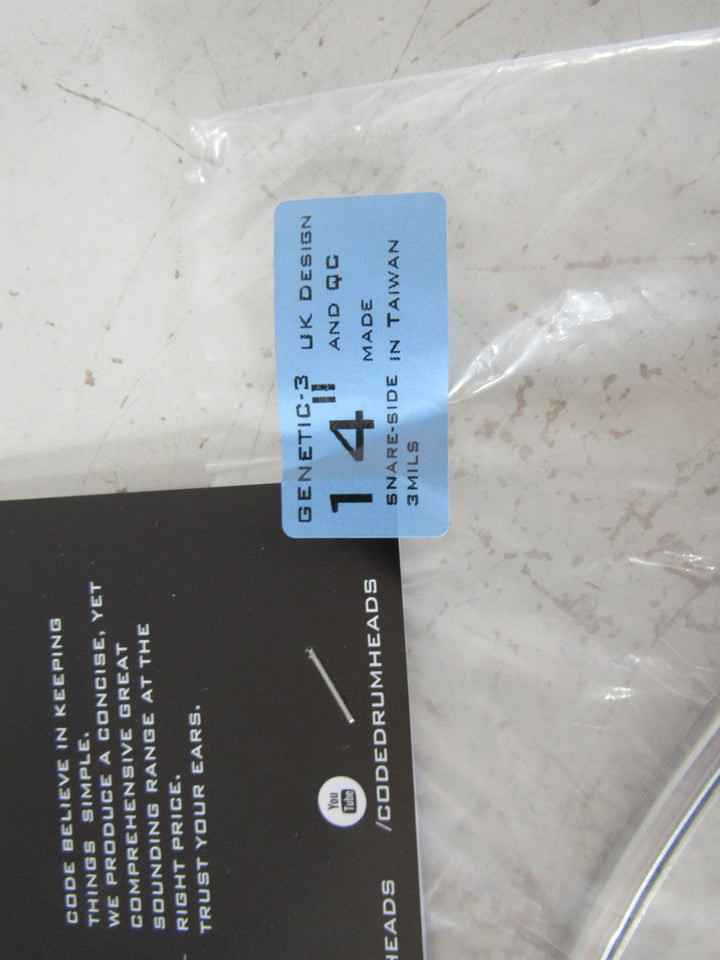 GENETIC-3 UK DESIGN
14" AND QC
MADE
SNARE-SIDE IN TAIWAN
3MILS
CODE BELIEVE IN KEEPING
THINGS SIMPLE.
WE PRODUCE A CONCISE, YET
COMPREHENSIVE GREAT
SOUNDING RANGE AT THE
RIGHT PRICE.
TRUST YOUR EARS.
You
Tube
/CODEDRUMHEADS
HEADS